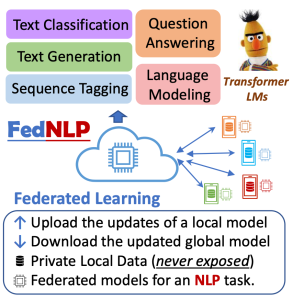 Text Classification
Question
Answering
Text Generation
Sequence Tagging
Language
Modeling
Transformer
LMs
FedNLP
Federated Learning
↑ Upload the updates of a local model
↓ Download the updated global model
Private Local Data (never exposed)
Federated models for an NLP task.